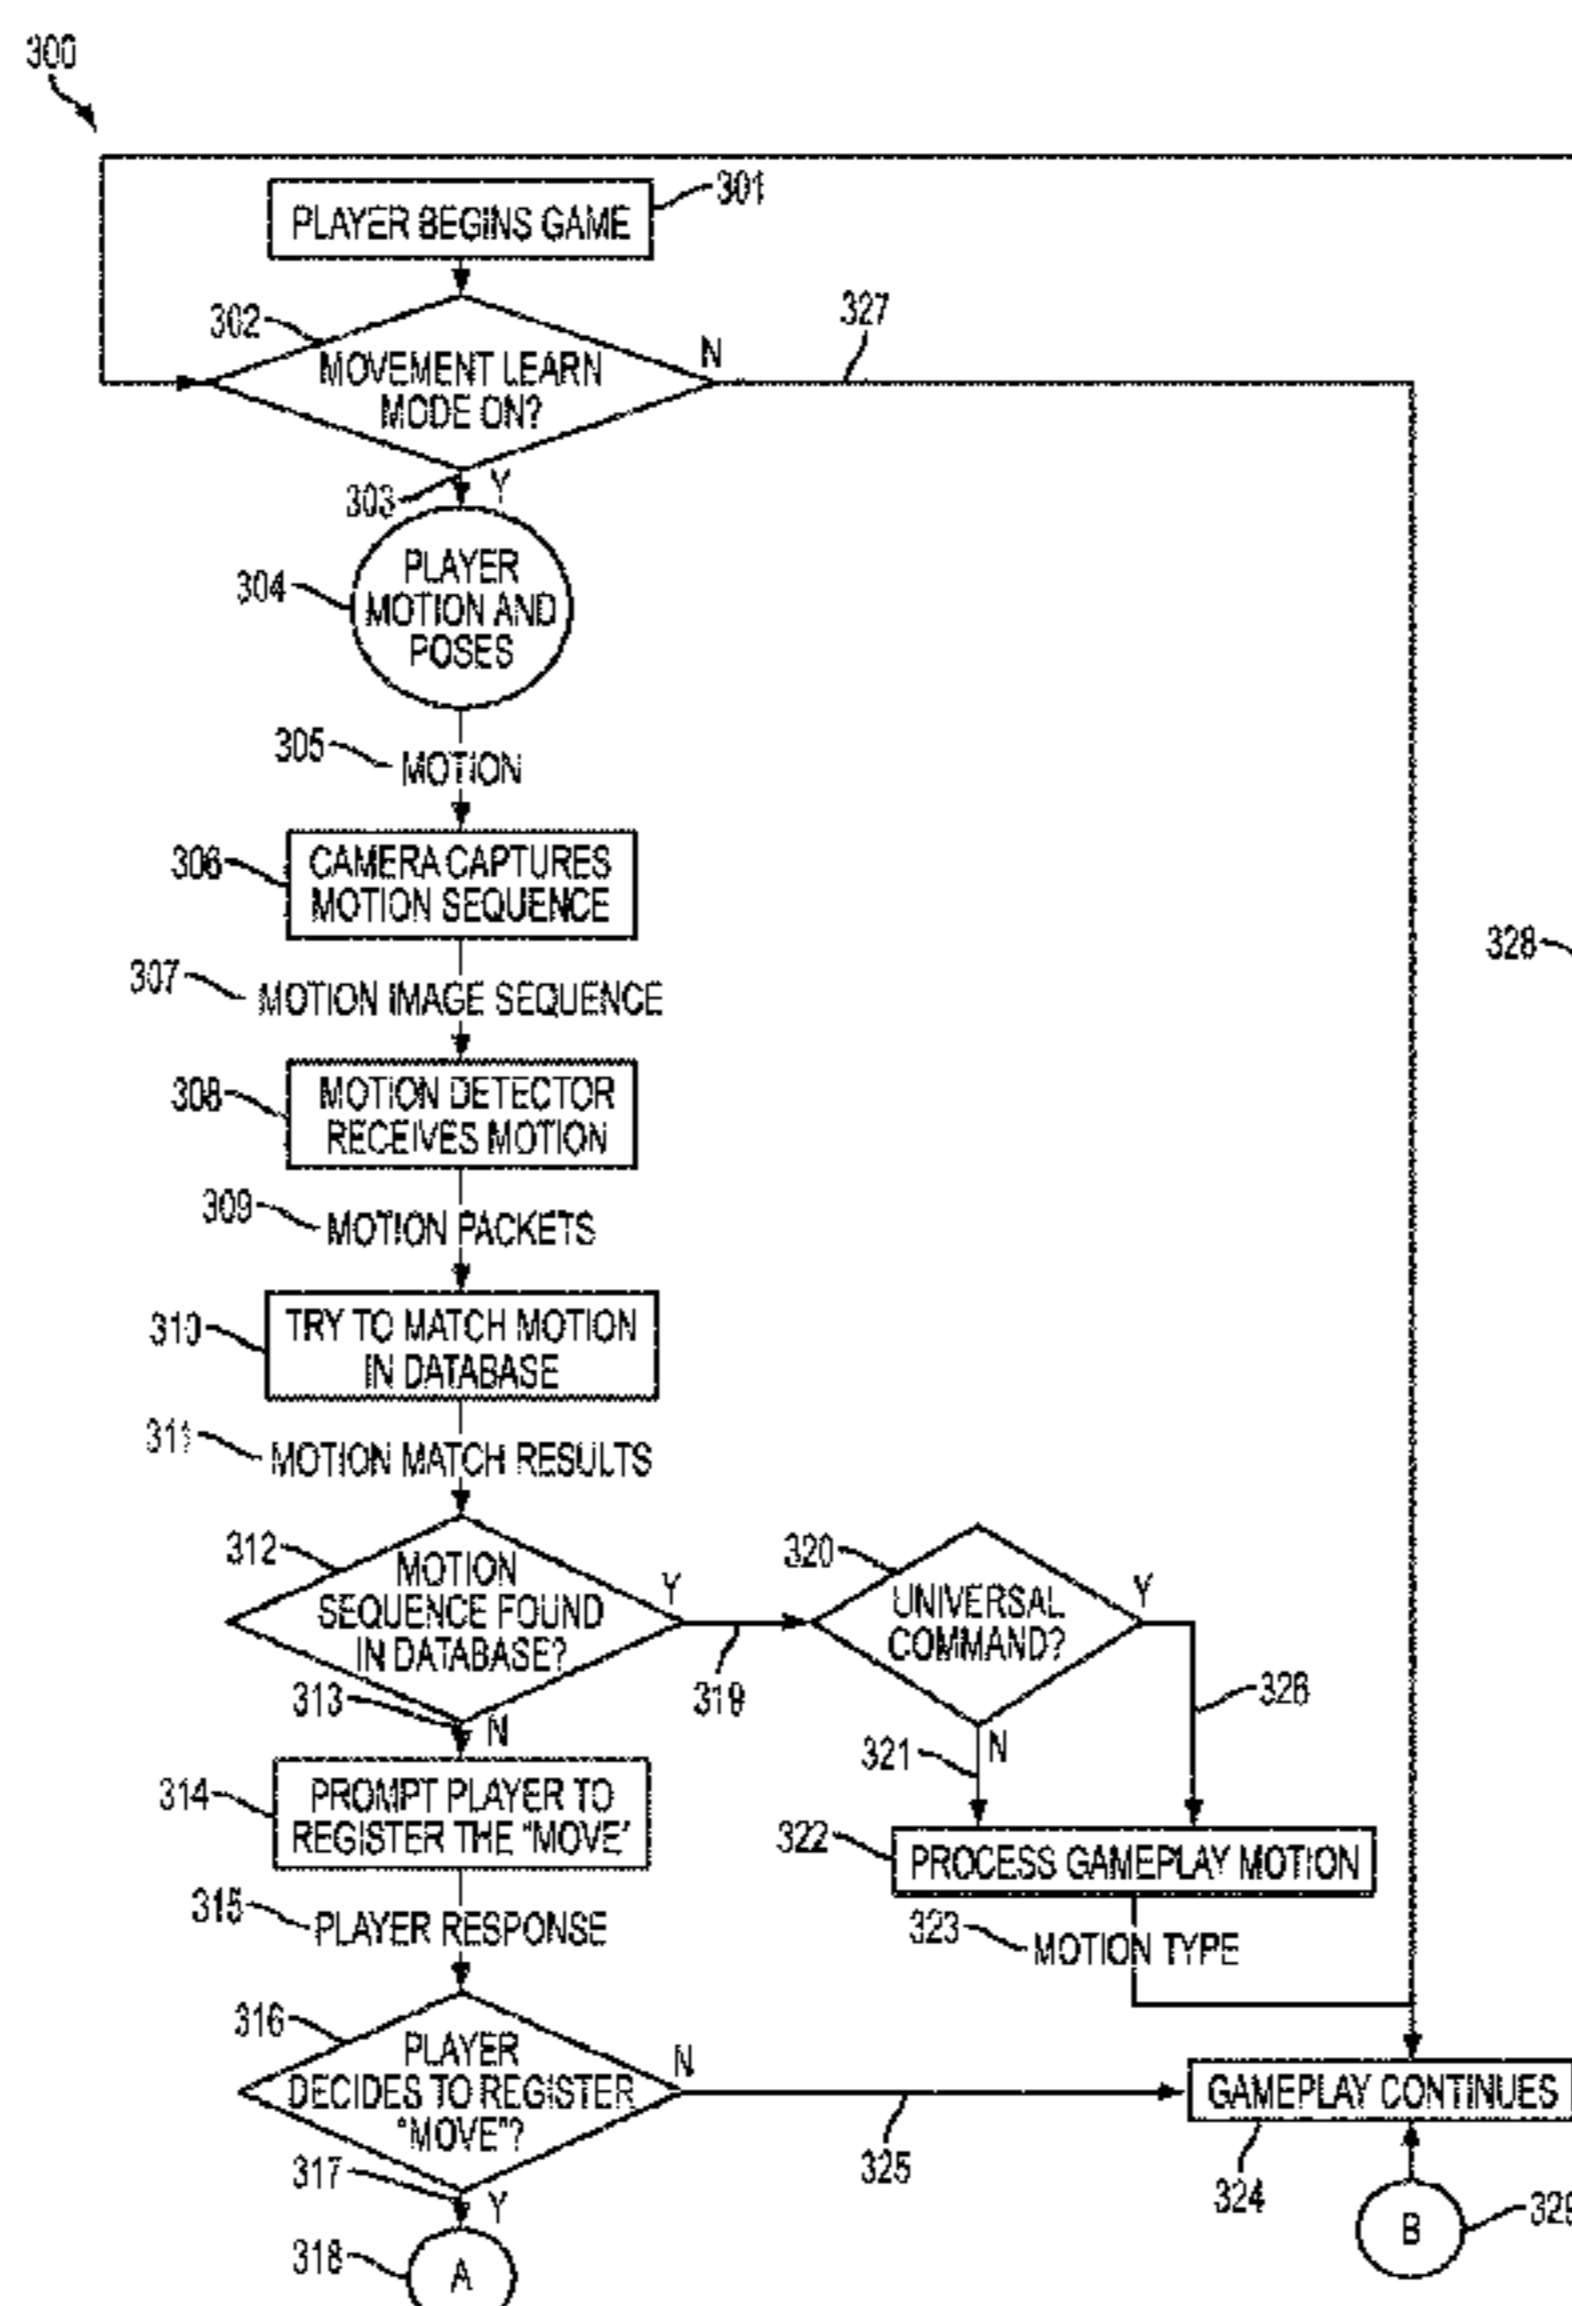 300
PLAYER BEGINS GAME
301
302
MOVEMENT LEARN
MODE ON?
N
327
303
Y
304
PLAYER
MOTION AND
POSES
305
MOTION
306
CAMERA CAPTURES
MOTION SEQUENCE
328
307
MOTION IMAGE SEQUENCE
308
MOTION DETECTOR
RECEIVES MOTION
309
MOTION PACKETS
310
TRY TO MATCH MOTION
IN DATABASE
311
MOTION MATCH RESULTS
312
MOTION
SEQUENCE FOUND
IN DATABASE?
Y
319
320
UNIVERSAL
COMMAND?
Y
326
313
N
321
N
314
PROMPT PLAYER TO
REGISTER THE "MOVE"
322
PROCESS GAMEPLAY MOTION
315
PLAYER RESPONSE
323
MOTION TYPE
316
PLAYER
DECIDES TO REGISTER
"MOVE"?
N
325
GAMEPLAY CONTINUES
324
317
Y
318
A
B
329